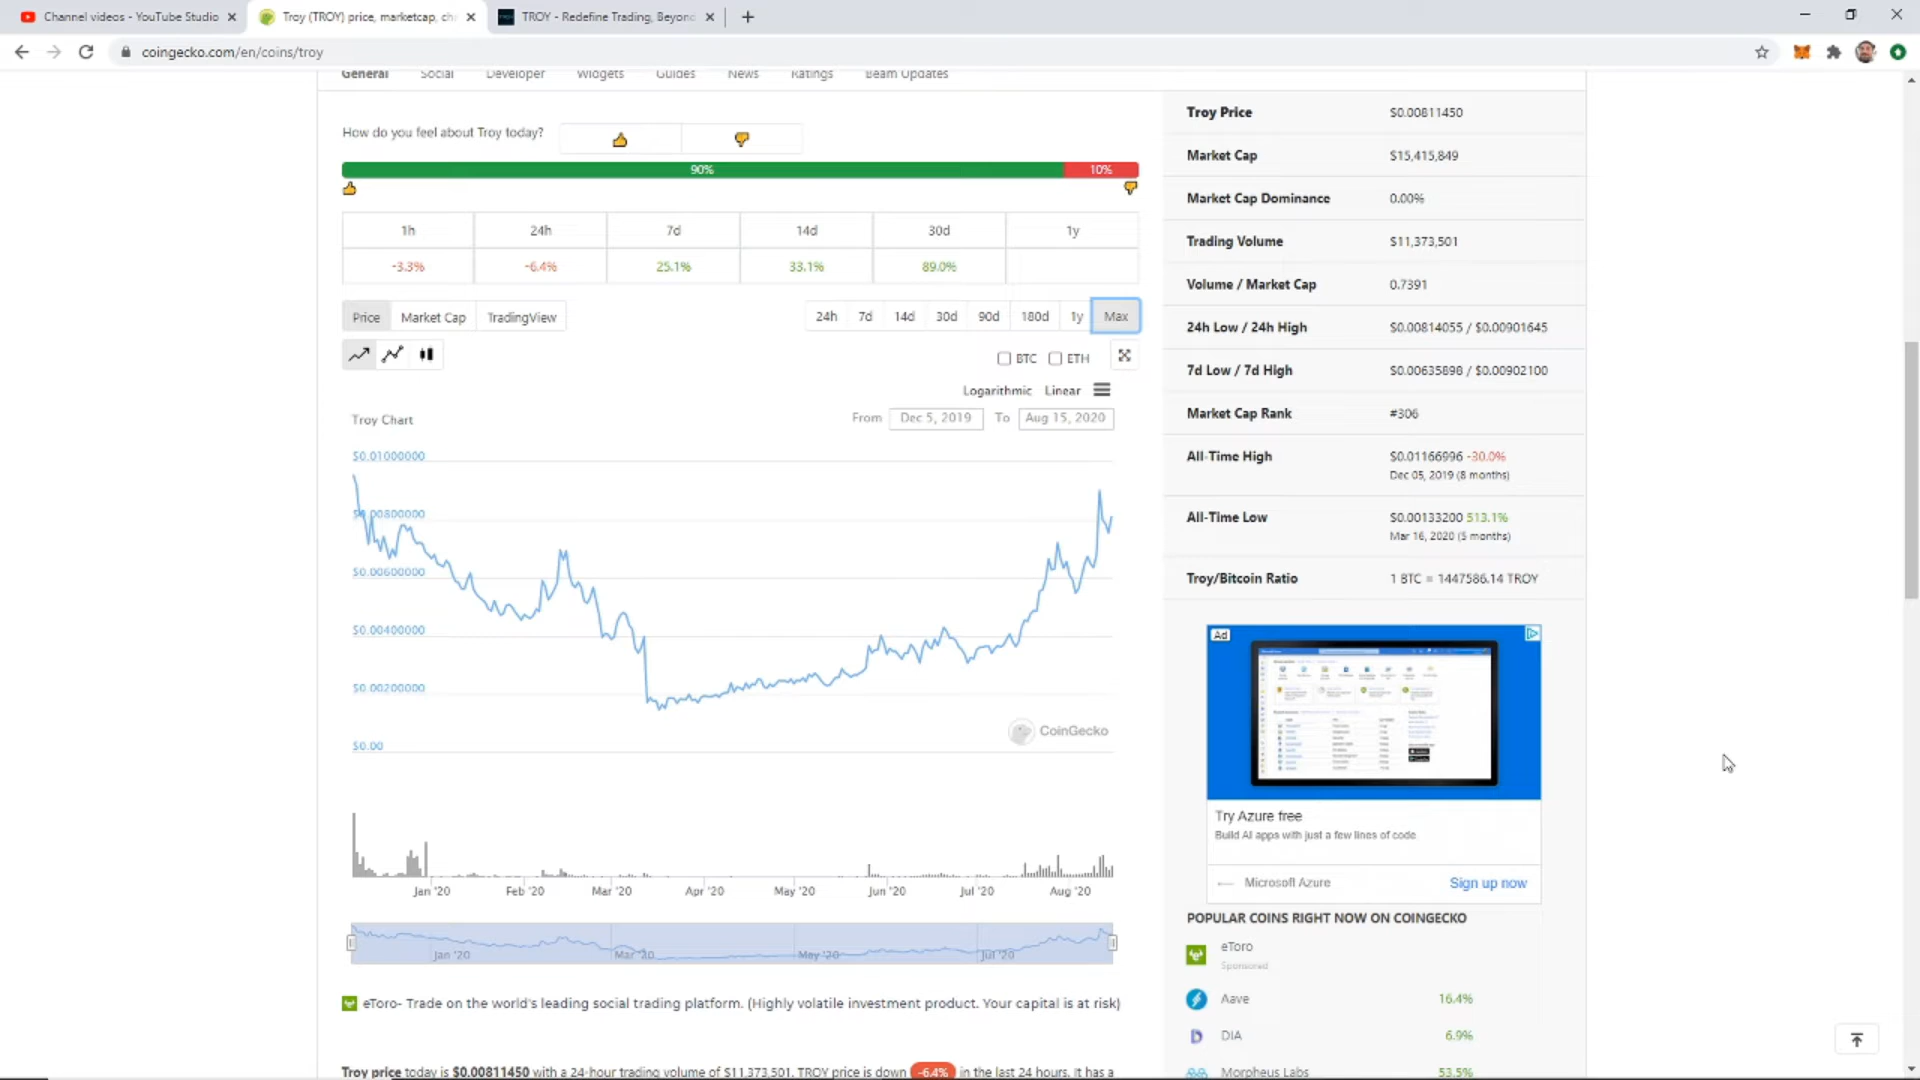 Channel videos - YouTube Studio
Troy (TROY) price, marketcap, ch
TROY - Redefine Trading, Beyon
coingecko.com/en/coins/troy
General Social Developer Widgets Guides News Ratings Beam Updates
How do you feel about Troy today?
90% 10%
1h 24h 7d 14d 30d 1y
-3.3% -6.4% 25.1% 33.1% 89.0%
Price Market Cap TradingView
24h 7d 14d 30d 90d 180d 1y Max
BTC ETH
Logarithmic Linear
Troy Chart
From Dec 5, 2019 To Aug 15, 2020
$0.01000000
$0.00800000
$0.00600000
$0.00400000
$0.00200000
$0.00
CoinGecko
Jan '20 Feb '20 Mar '20 Apr '20 May '20 Jun '20 Jul '20 Aug '20
Jan '20 Mar '20 May '20 Jul '20
eToro- Trade on the world's leading social trading platform. (Highly volatile investment product. Your capital is at risk)
Troy price today is $0.00811450 with a 24-hour trading volume of $11,373,501. TROY price is down -6.4% in the last 24 hours. It has a
Troy Price $0.00811450
Market Cap $15,415,849
Market Cap Dominance 0.00%
Trading Volume $11,373,501
Volume / Market Cap 0.7391
24h Low / 24h High $0.00814055 / $0.00901645
7d Low / 7d High $0.00635898 / $0.00902100
Market Cap Rank #306
All-Time High $0.01166996 -30.0%
Dec 05, 2019 (8 months)
All-Time Low $0.00133200 513.1%
Mar 16, 2020 (5 months)
Troy/Bitcoin Ratio 1 BTC = 1447586.14 TROY
Ad
Try Azure free
Build AI apps with just a few lines of code
Microsoft Azure Sign up now
POPULAR COINS RIGHT NOW ON COINGECKO
eToro
Sponsored
Aave 16.4%
DIA 6.9%
Morpheus Labs 53.5%